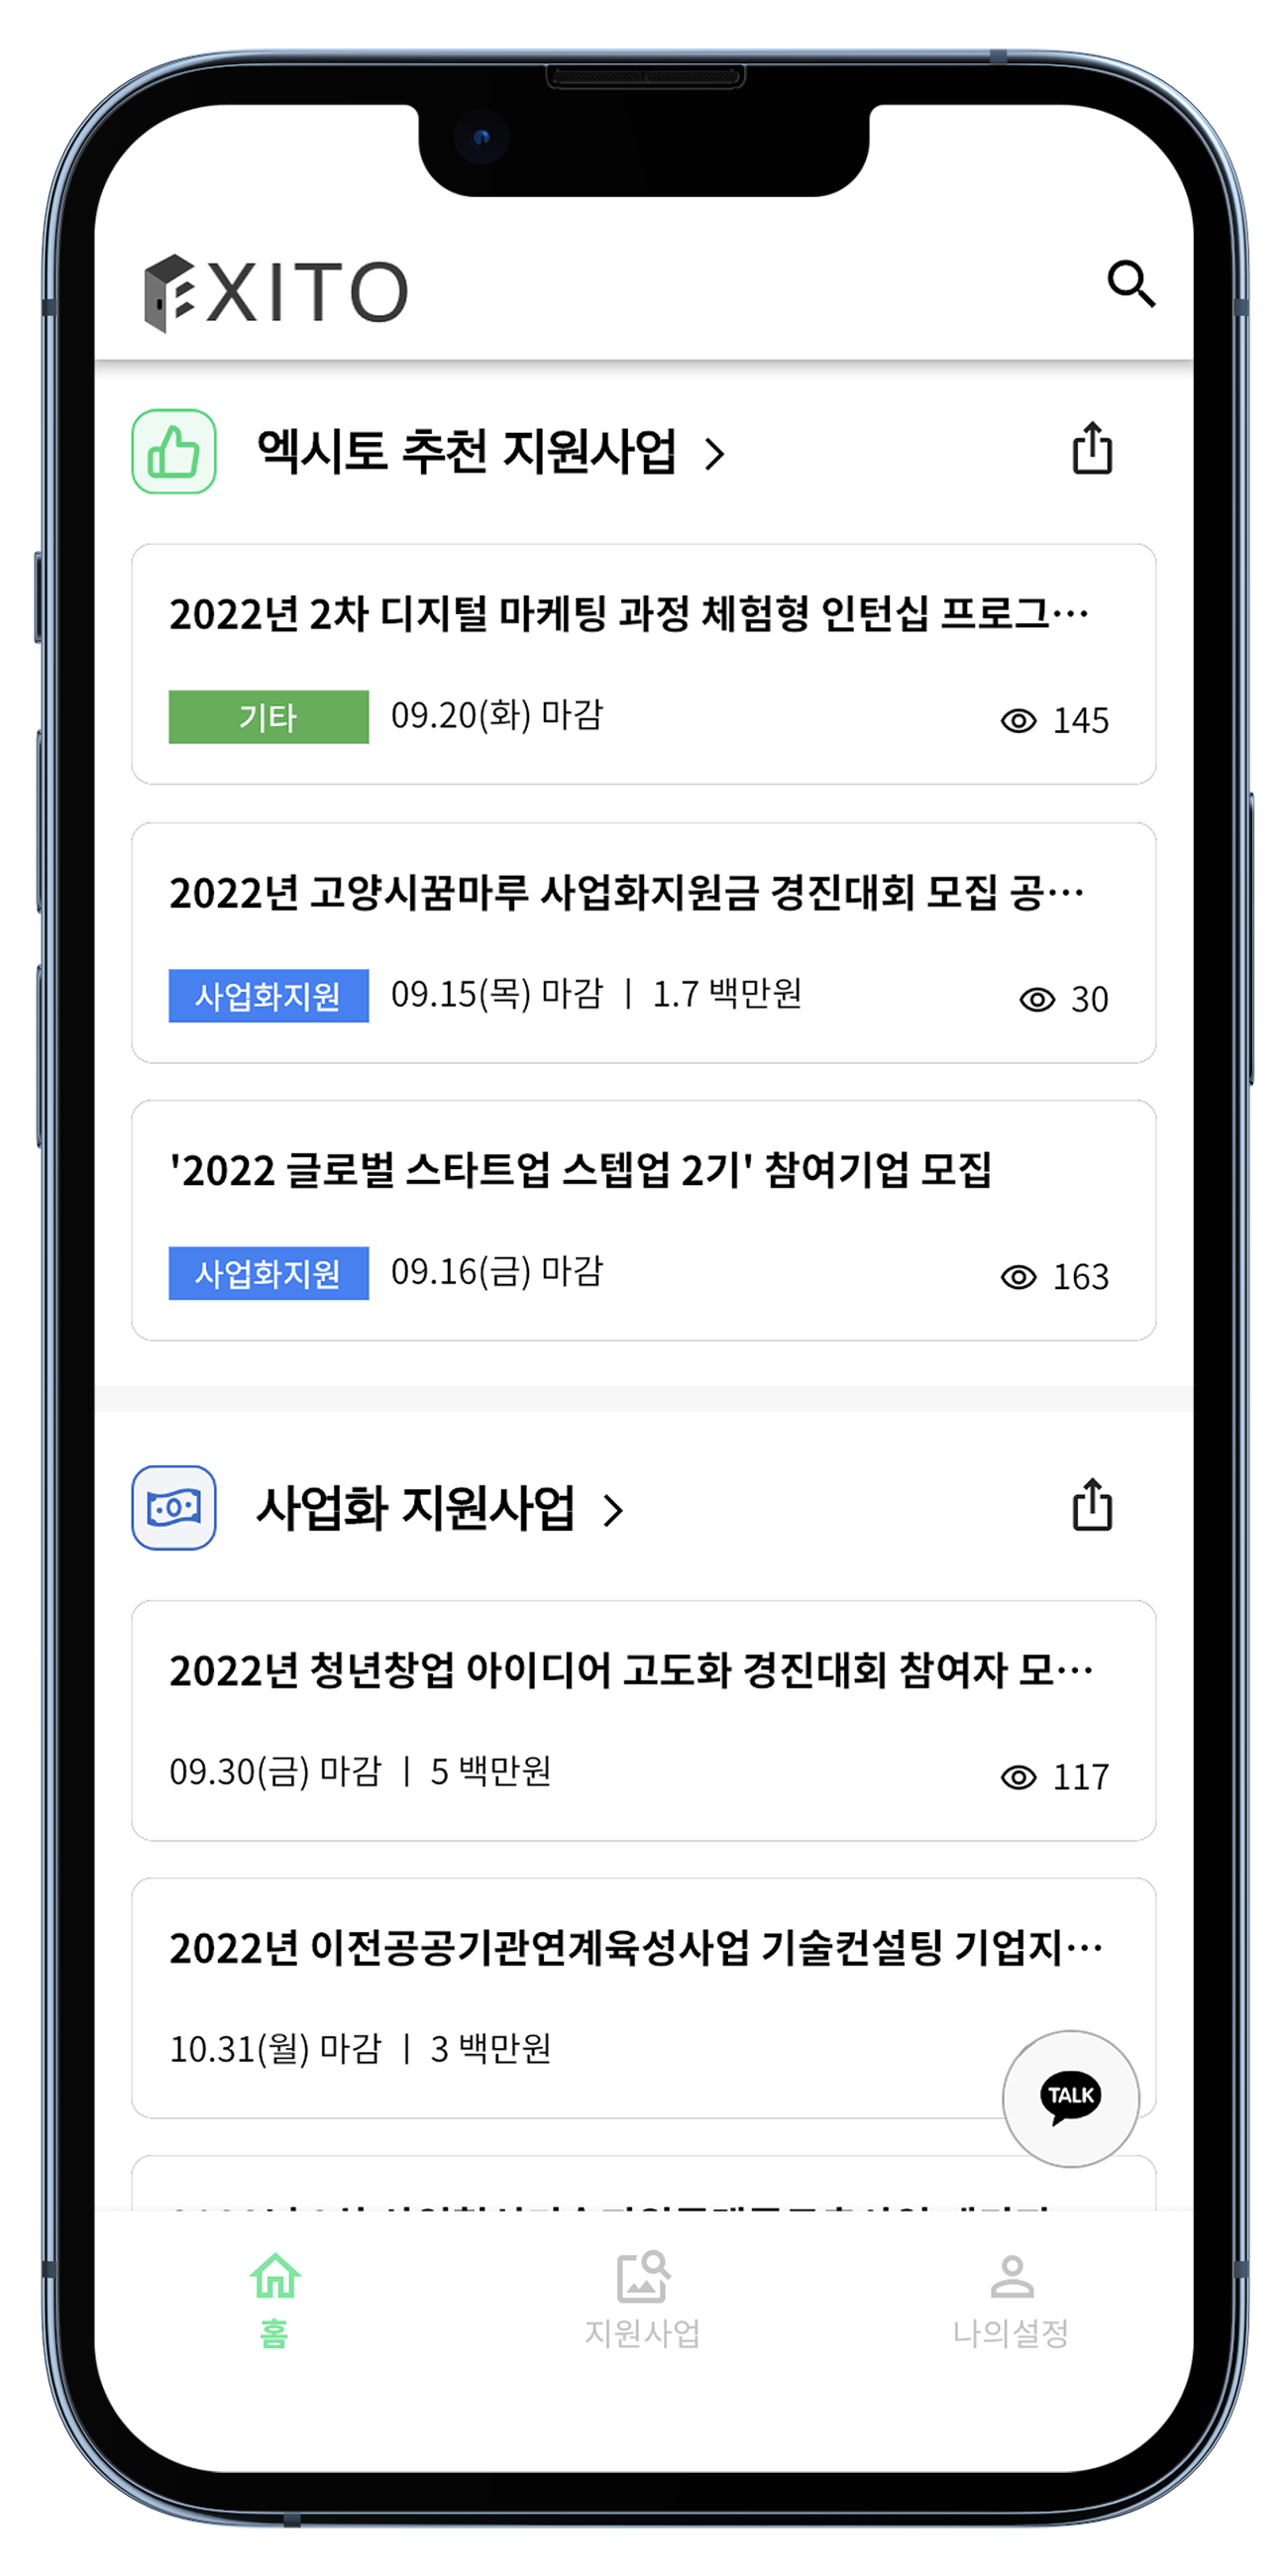 EXITO
엑시토 추천 지원사업
2022년 2차 디지털 마케팅 과정 체험형 인턴십 프로그…
기타 09.20(화) 마감 145
2022년 고양시꿈마루 사업화지원금 경진대회 모집 공…
사업화지원 09.15(목) 마감 | 1.7 백만원 30
'2022 글로벌 스타트업 스텝업 2기' 참여기업 모집
사업화지원 09.16(금) 마감 163
사업화 지원사업
2022년 청년창업 아이디어 고도화 경진대회 참여자 모…
09.30(금) 마감 | 5 백만원 117
2022년 이전공공기관연계육성사업 기술컨설팅 기업지…
10.31(월) 마감 | 3 백만원
TALK
홈 지원사업 나의설정